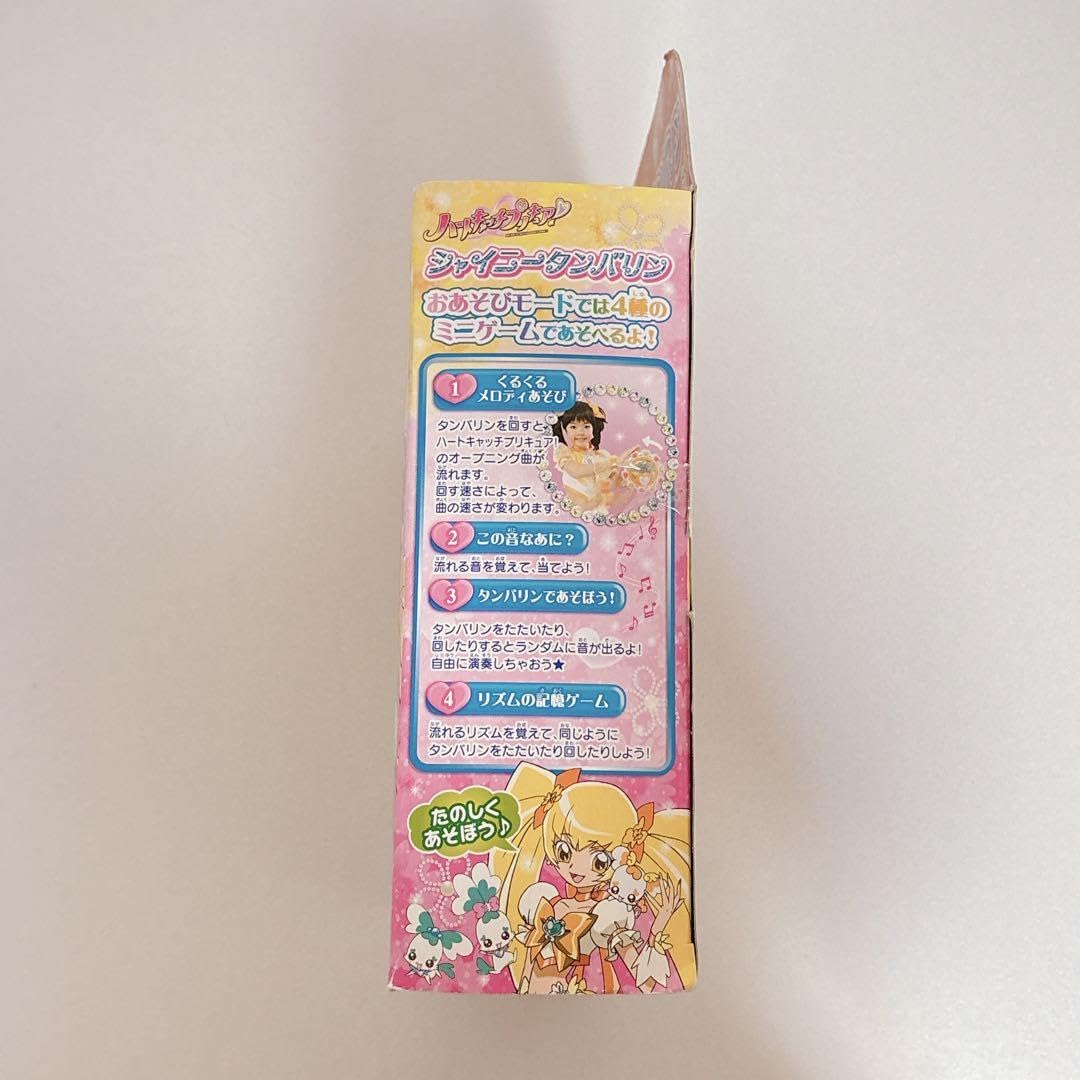 ハートキャッチプリキュア!
シャイニータンバリン
おあそびモードでは4種の
ミニゲームであそべるよ!
1 くるくる
メロディあそび
タンバリンを回すと、
ハートキャッチプリキュア!
のオープニング曲が
流れます。
回す速さによって、
曲の速さが変わります。
2 この音なあに?
流れる音を覚えて、当てよう!
3 タンバリンであそぼう!
タンバリンをたたいたり、
回したりするとランダムに音が出るよ!
自由に演奏しちゃおう★
4 リズムの記憶ゲーム
流れるリズムを覚えて、同じように
タンバリンをたたいたり回したりしよう!
たのしく
あそぼう♪